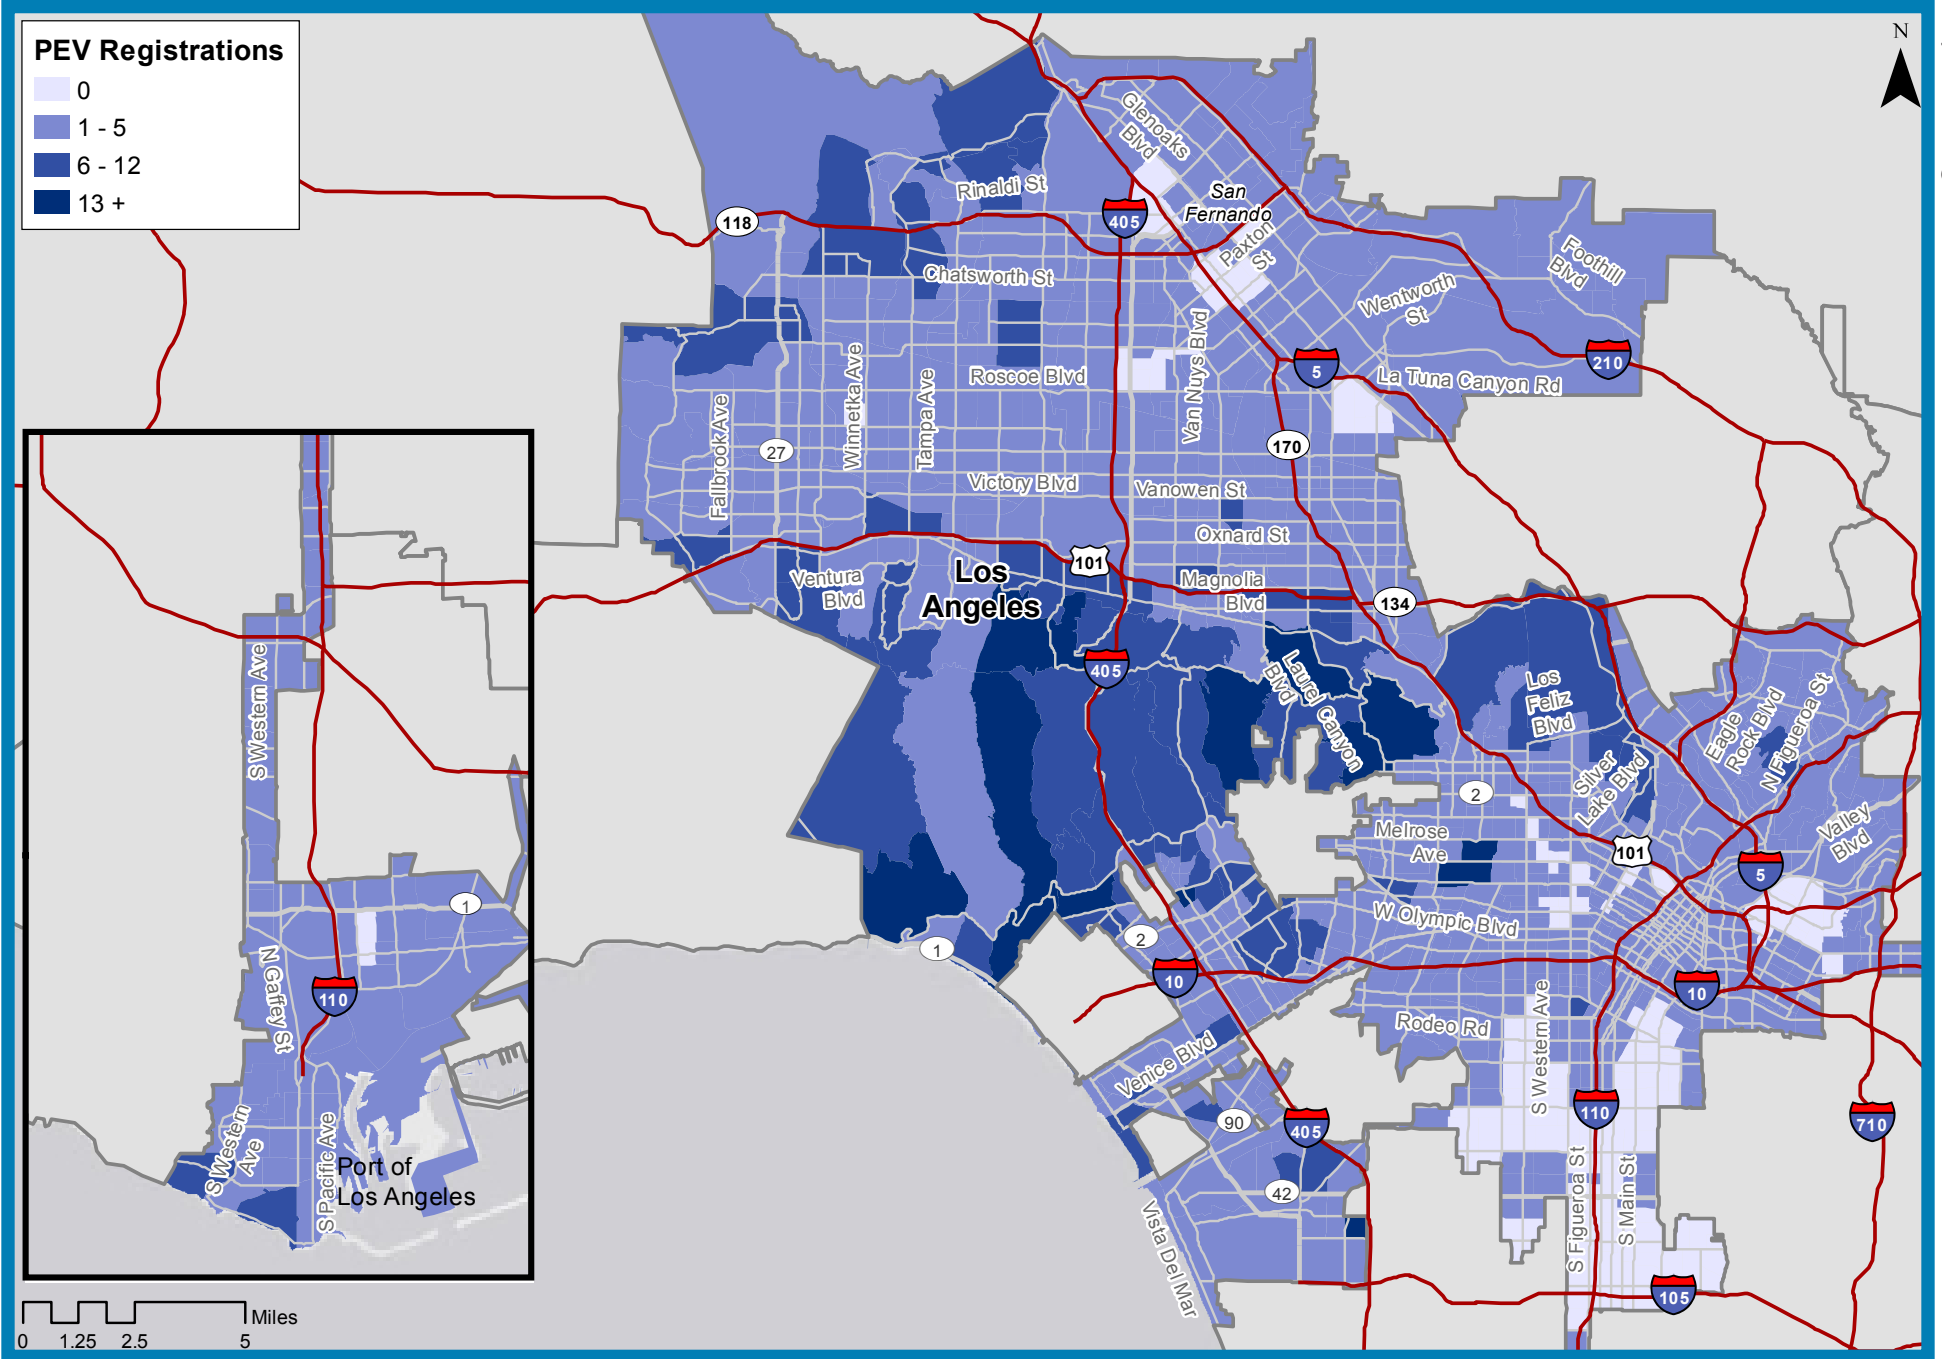 PEV Registrations
0
1 - 5
6 - 12
13 +
N
Glenoaks
Blvd
San
Fernando
Rinaldi St
118
405
Paxton
St
Foothill
Blvd
Chatsworth St
Wentworth
St
Van Nuys Blvd
5
210
Roscoe Blvd
La Tuna Canyon Rd
Winnetka Ave
Tampa Ave
Fallbrook Ave
27
170
Victory Blvd
Vanowen St
Oxnard St
101
Los
Angeles
Ventura
Blvd
Magnolia
Blvd
134
405
Laurel Canyon
Blvd
Los
Feliz
Blvd
Eagle
Rock Blvd
N Figueroa St
Silver
Lake Blvd
2
Melrose
Ave
101
Valley
Blvd
5
W Olympic Blvd
1
2
10
10
Rodeo Rd
S Western Ave
Venice Blvd
90
405
110
710
42
S Figueroa St
S Main St
Vista Del Mar
105
S Western Ave
1
N Gaffey St
110
S Western
Ave
S Pacific Ave
Port of
Los Angeles
Miles
0 1.25 2.5 5